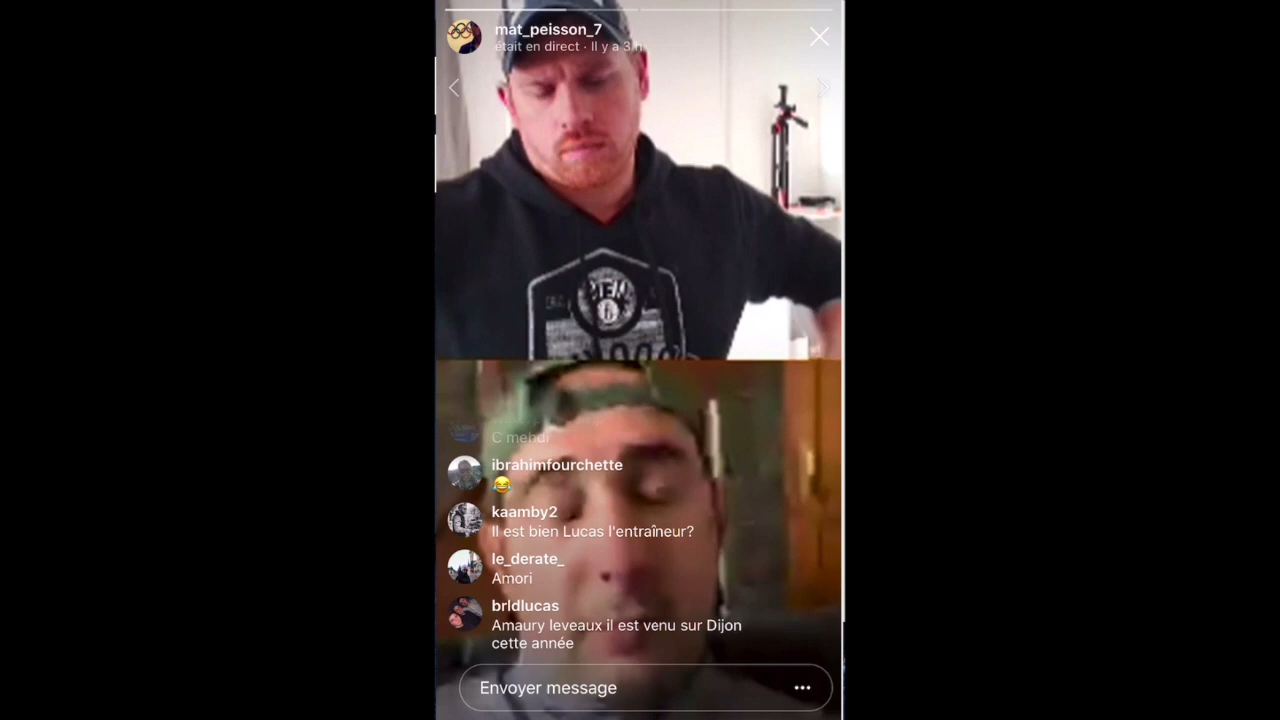 mat_peisson_7
était en direct · Il y a 3 h
C mehdi
ibrahimfourchette
😂
kaamby2
Il est bien Lucas l'entraîneur?
le_derate_
Amori
brldlucas
Amaury leveaux il est venu sur Dijon
cette année
Envoyer message